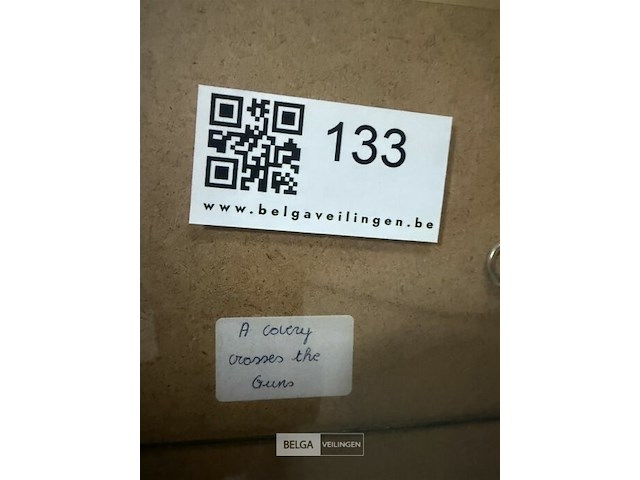 133
www.belgaveilingen.be
A covey
crosses the
Guns
BELGA VEILINGEN